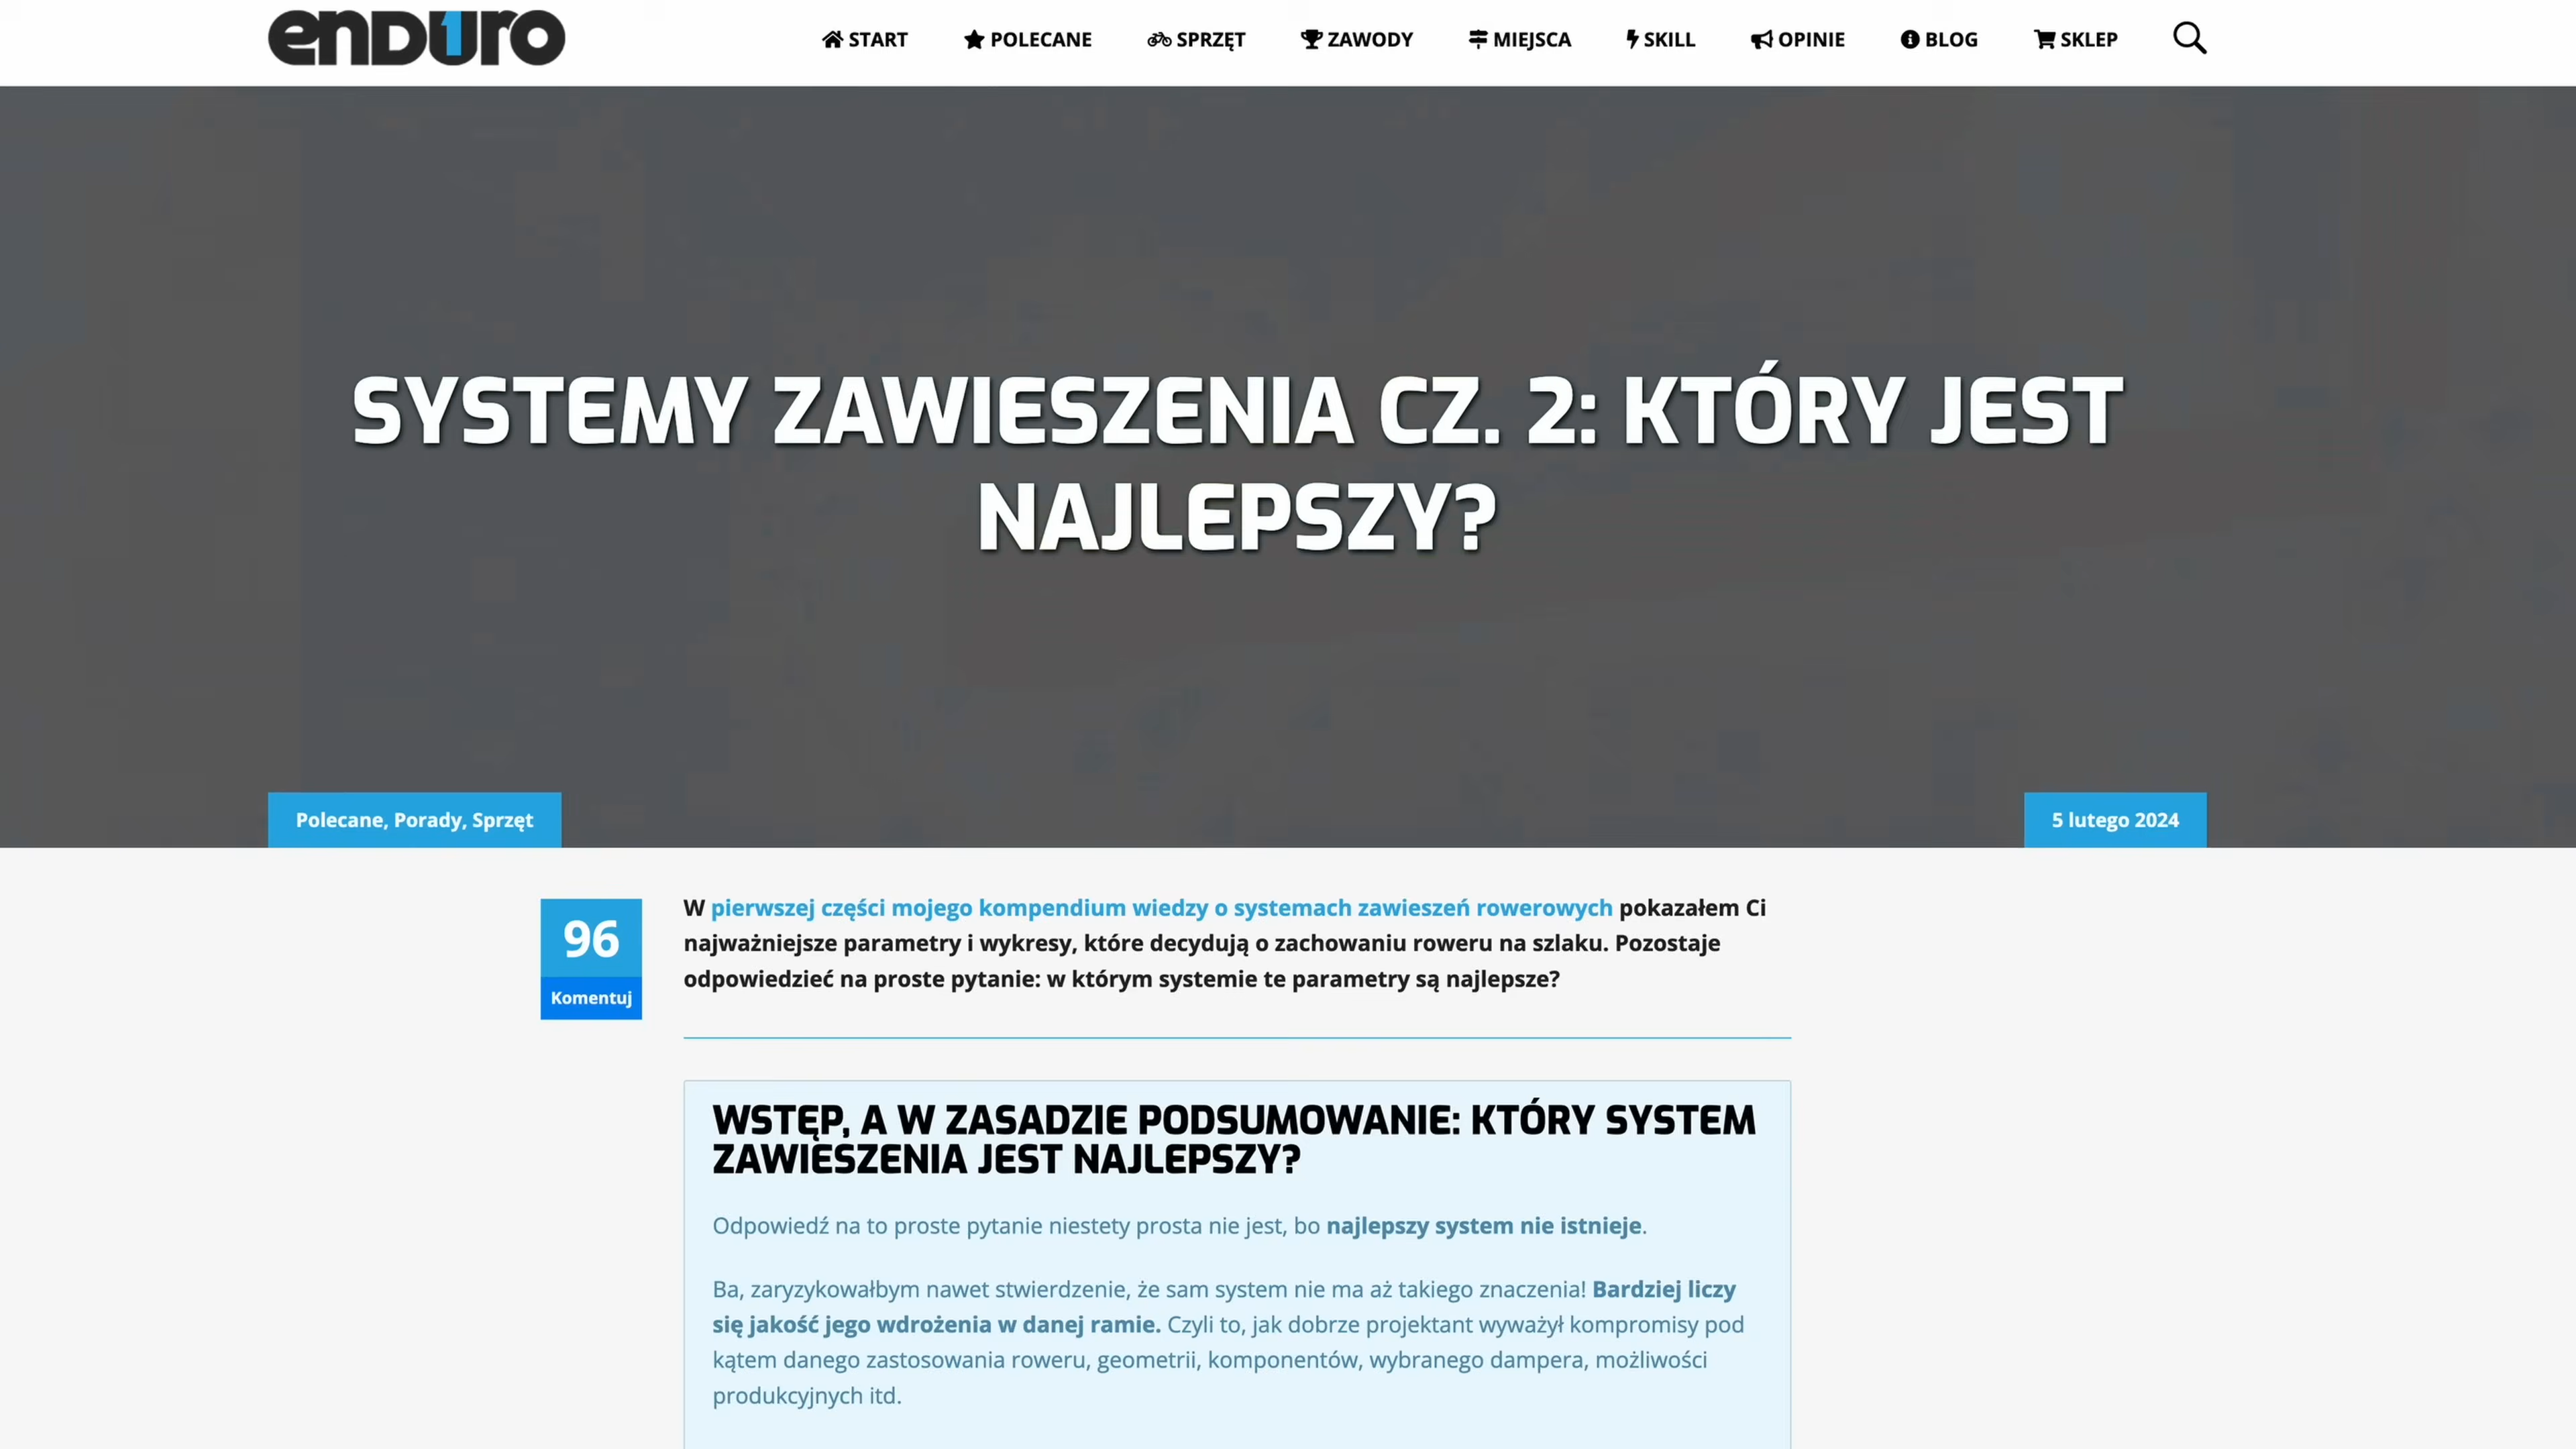 enduro
START POLECANE SPRZĘT ZAWODY MIEJSCA SKILL OPINIE BLOG SKLEP
SYSTEMY ZAWIESZENIA CZ. 2: KTÓRY JEST
NAJLEPSZY?
Polecane, Porady, Sprzęt
5 lutego 2024
96
Komentuj
W pierwszej części mojego kompendium wiedzy o systemach zawieszeń rowerowych pokazałem Ci
najważniejsze parametry i wykresy, które decydują o zachowaniu roweru na szlaku. Pozostaje
odpowiedzieć na proste pytanie: w którym systemie te parametry są najlepsze?
WSTĘP, A W ZASADZIE PODSUMOWANIE: KTÓRY SYSTEM
ZAWIESZENIA JEST NAJLEPSZY?
Odpowiedź na to proste pytanie niestety prosta nie jest, bo najlepszy system nie istnieje.
Ba, zaryzykowałbym nawet stwierdzenie, że sam system nie ma aż takiego znaczenia! Bardziej liczy
się jakość jego wdrożenia w danej ramie. Czyli to, jak dobrze projektant wyważył kompromisy pod
kątem danego zastosowania roweru, geometrii, komponentów, wybranego dampera, możliwości
produkcyjnych itd.